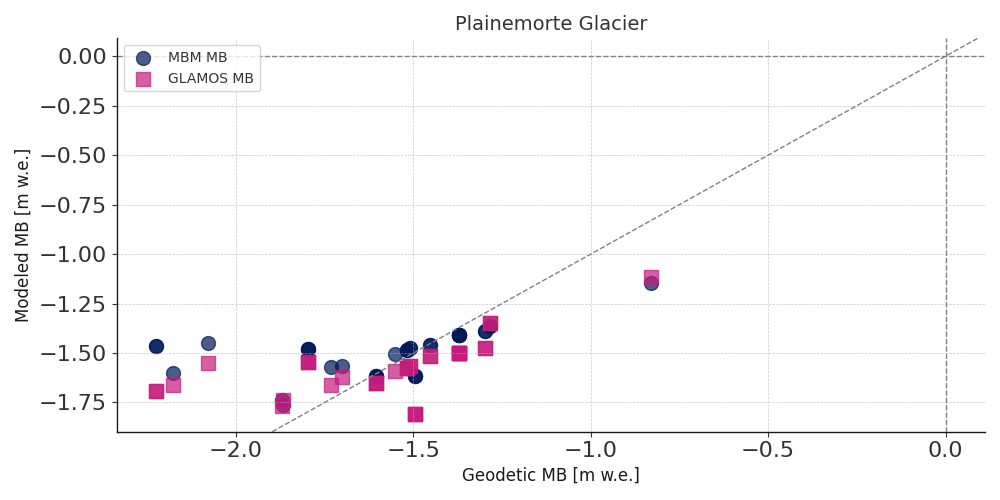 Plainemorte Glacier
MBM MB
GLAMOS MB
0.00
−0.25
−0.50
−0.75
−1.00
−1.25
−1.50
−1.75
Modeled MB [m w.e.]
−2.0
−1.5
−1.0
−0.5
0.0
Geodetic MB [m w.e.]